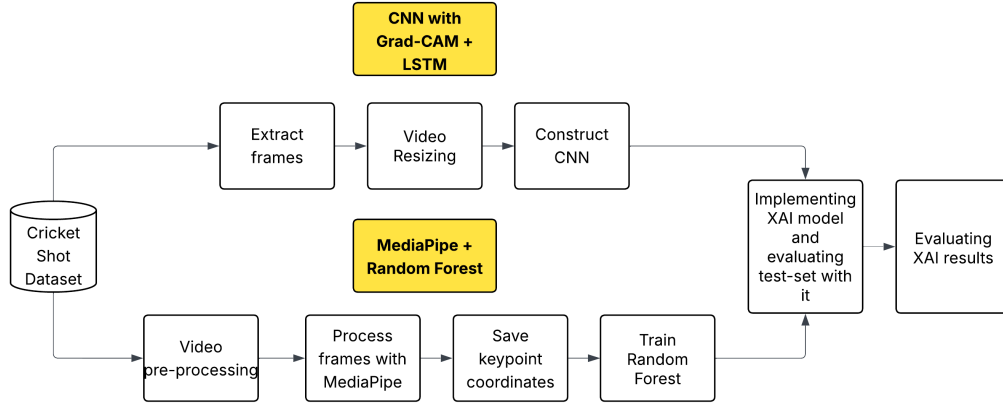 CNN with
Grad-CAM +
LSTM
Extract
frames
Video
Resizing
Construct
CNN
Cricket
Shot
Dataset
MediaPipe +
Random Forest
Implementing
XAI model
and
evaluating
test-set with
it
Evaluating
XAI results
Video
pre-processing
Process
frames with
MediaPipe
Save
keypoint
coordinates
Train
Random
Forest